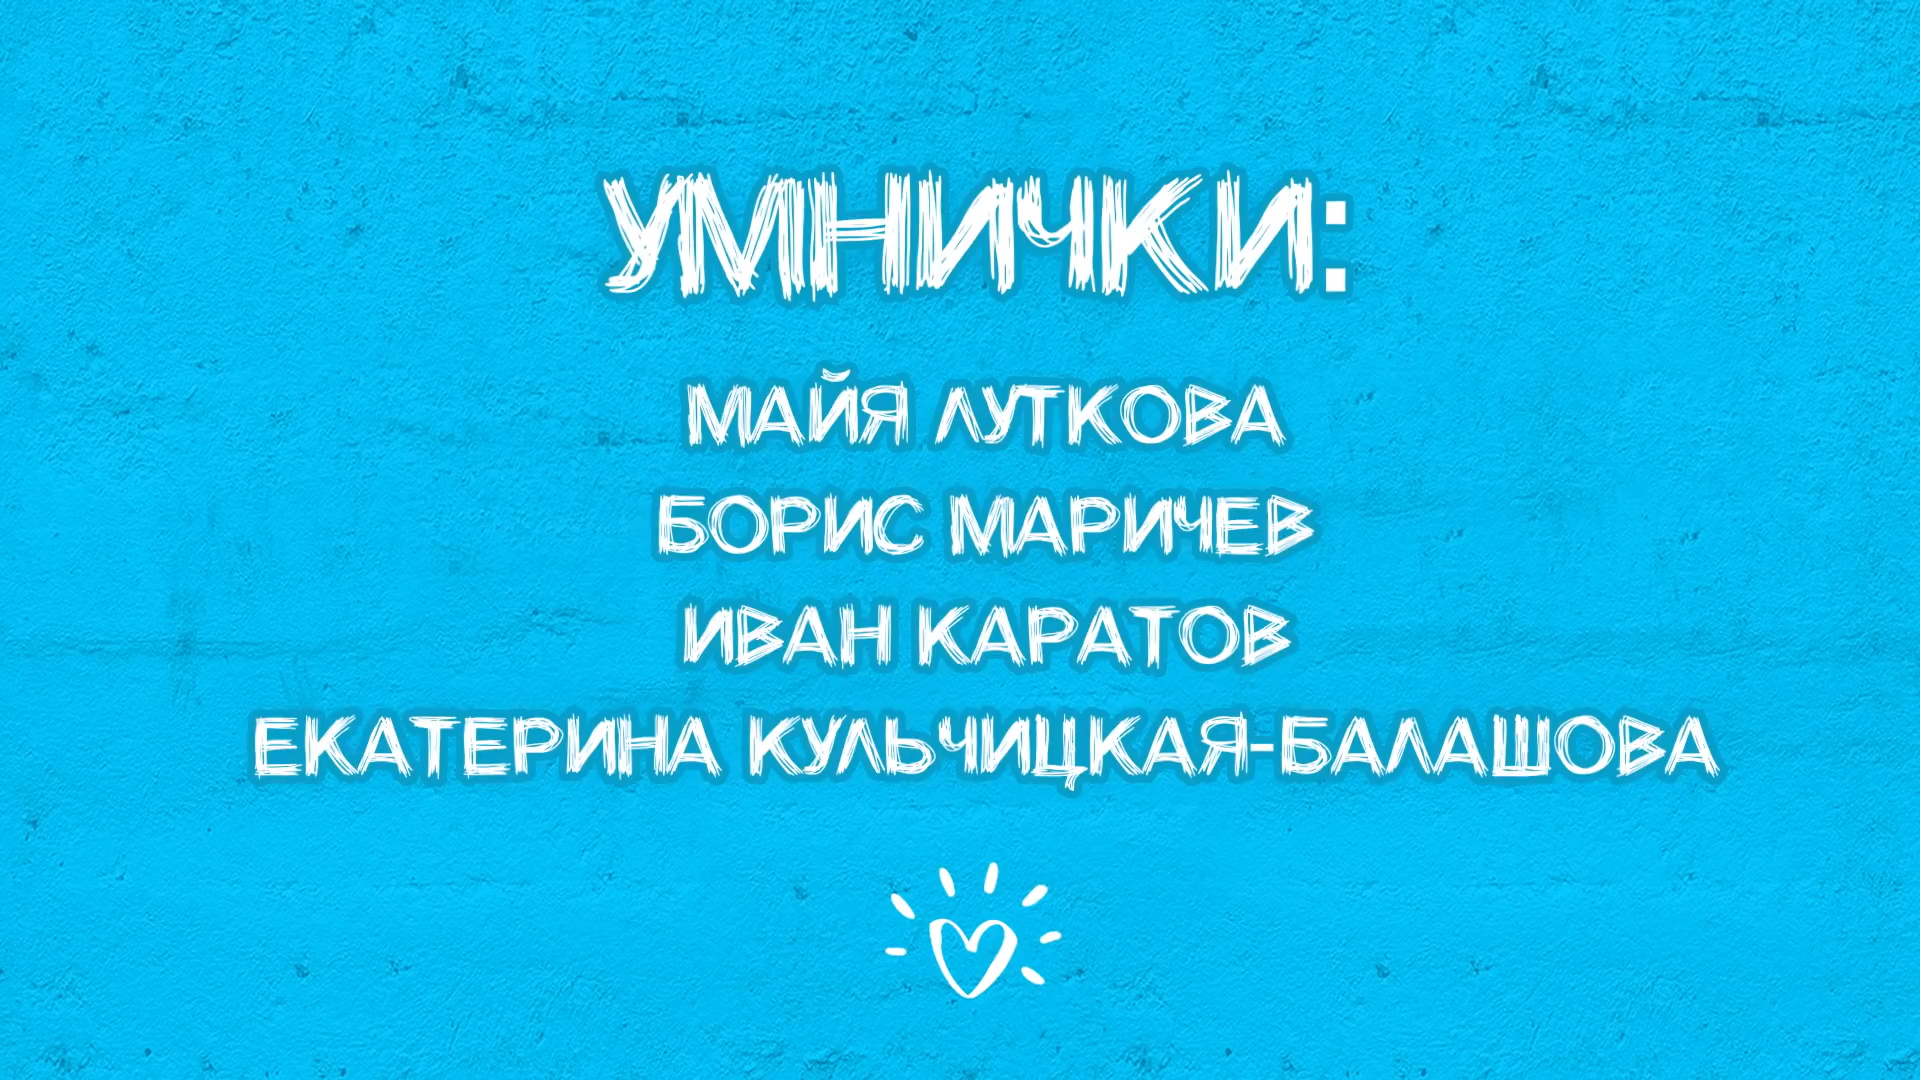 УМНИЧКИ:
МАЙЯ ЛУТКОВА
БОРИС МАРИЧЕВ
ИВАН КАРАТОВ
ЕКАТЕРИНА КУЛЬЧИЦКАЯ-БАЛАШОВА